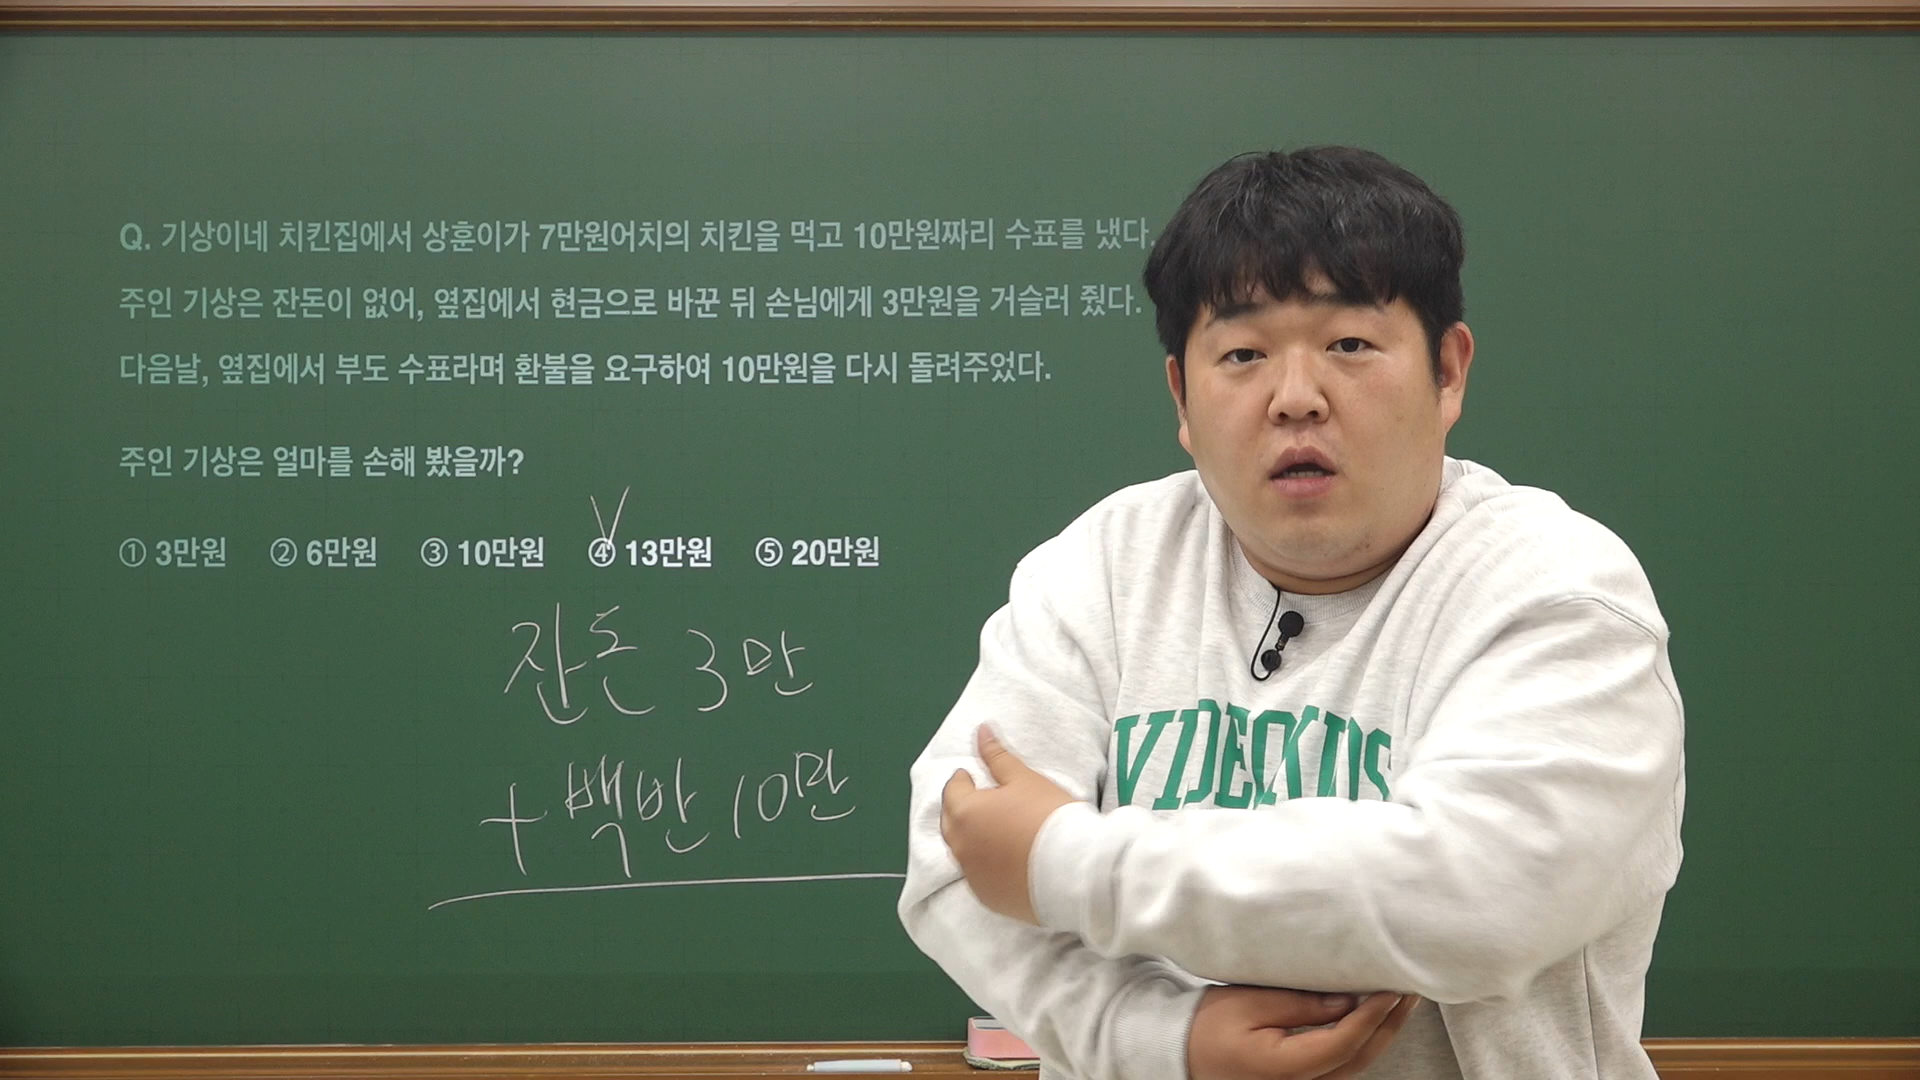 Q. 기상이네 치킨집에서 상훈이가 7만원어치의 치킨을 먹고 10만원짜리 수표를 냈다.
주인 기상은 잔돈이 없어, 옆집에서 현금으로 바꾼 뒤 손님에게 3만원을 거슬러 줬다.
다음날, 옆집에서 부도 수표라며 환불을 요구하여 10만원을 다시 돌려주었다.
주인 기상은 얼마를 손해 봤을까?
① 3만원 ② 6만원 ③ 10만원 ④ 13만원 ⑤ 20만원
잔돈 3만
+ 백반 10만
VIDEOKIDS